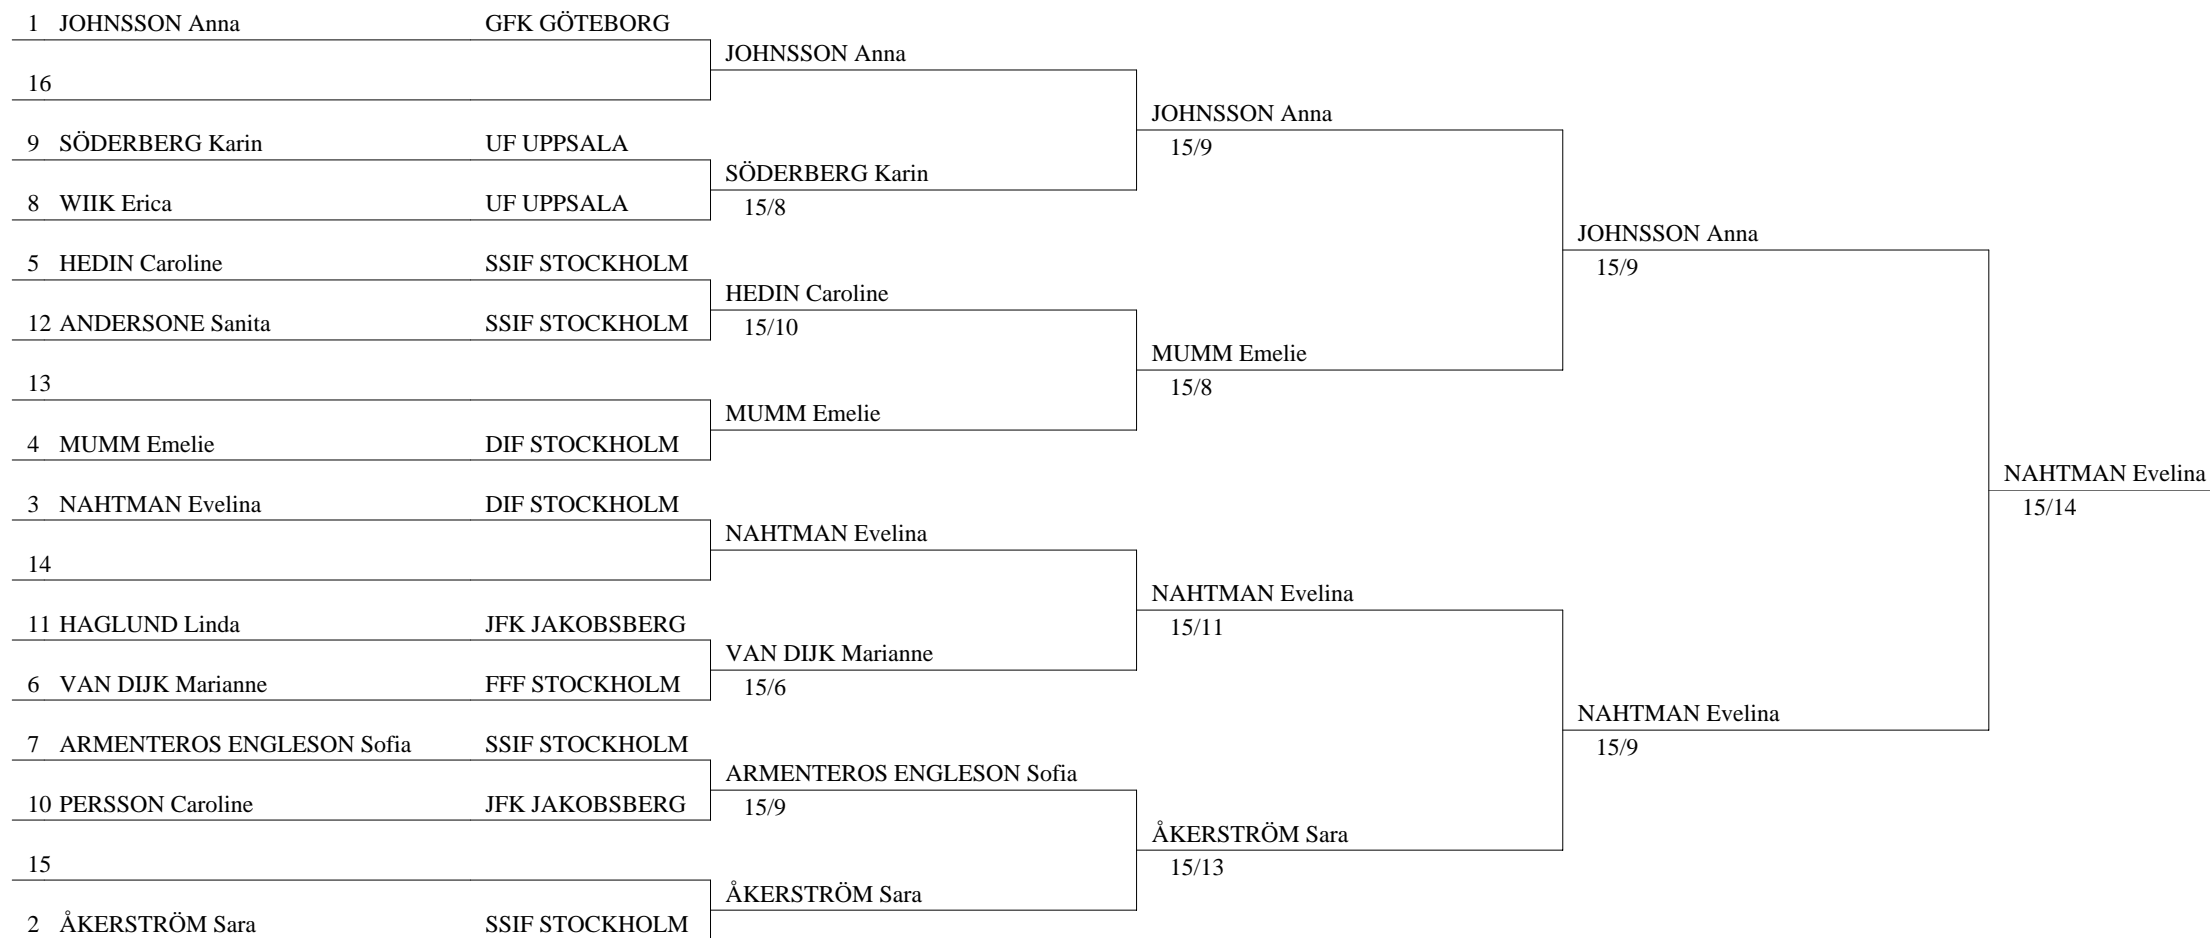 1 JOHNSSON Anna GFK GÖTEBORG
JOHNSSON Anna
16
JOHNSSON Anna
9 SÖDERBERG Karin UF UPPSALA
15/9
SÖDERBERG Karin
8 WIIK Erica UF UPPSALA
15/8
JOHNSSON Anna
5 HEDIN Caroline SSIF STOCKHOLM
15/9
HEDIN Caroline
12 ANDERSONE Sanita SSIF STOCKHOLM
15/10
MUMM Emelie
13
15/8
MUMM Emelie
4 MUMM Emelie DIF STOCKHOLM
NAHTMAN Evelina
3 NAHTMAN Evelina DIF STOCKHOLM
15/14
NAHTMAN Evelina
14
NAHTMAN Evelina
11 HAGLUND Linda JFK JAKOBSBERG
15/11
VAN DIJK Marianne
6 VAN DIJK Marianne FFF STOCKHOLM
15/6
NAHTMAN Evelina
7 ARMENTEROS ENGLESON Sofia SSIF STOCKHOLM
15/9
ARMENTEROS ENGLESON Sofia
10 PERSSON Caroline JFK JAKOBSBERG
15/9
ÅKERSTRÖM Sara
15
15/13
ÅKERSTRÖM Sara
2 ÅKERSTRÖM Sara SSIF STOCKHOLM